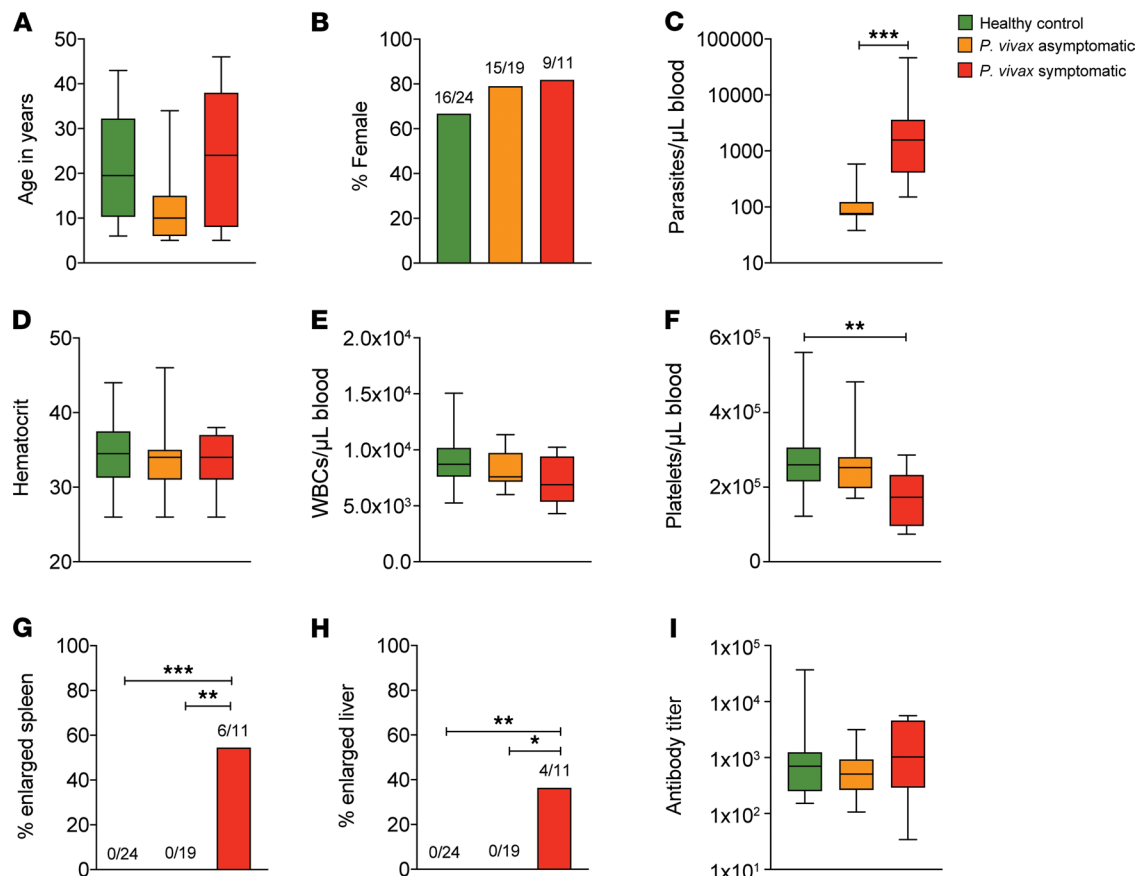 A
Age in years
50
40
30
20
10
0
B
% Female
100
80
60
40
20
0
16/24
15/19
9/11
C
Parasites/µL blood
100000
10000
1000
100
10
***
Healthy control
P. vivax asymptomatic
P. vivax symptomatic
D
Hematocrit
50
40
30
20
E
WBCs/µL blood
2.0x10⁴
1.5x10⁴
1.0x10⁴
5.0x10³
0.0
F
Platelets/µL blood
6x10⁵
4x10⁵
2x10⁵
0
**
G
% enlarged spleen
100
80
60
40
20
0
***
**
6/11
0/24
0/19
H
% enlarged liver
100
80
60
40
20
0
**
*
4/11
0/24
0/19
I
Antibody titer
1x10⁵
1x10⁴
1x10³
1x10²
1x10¹